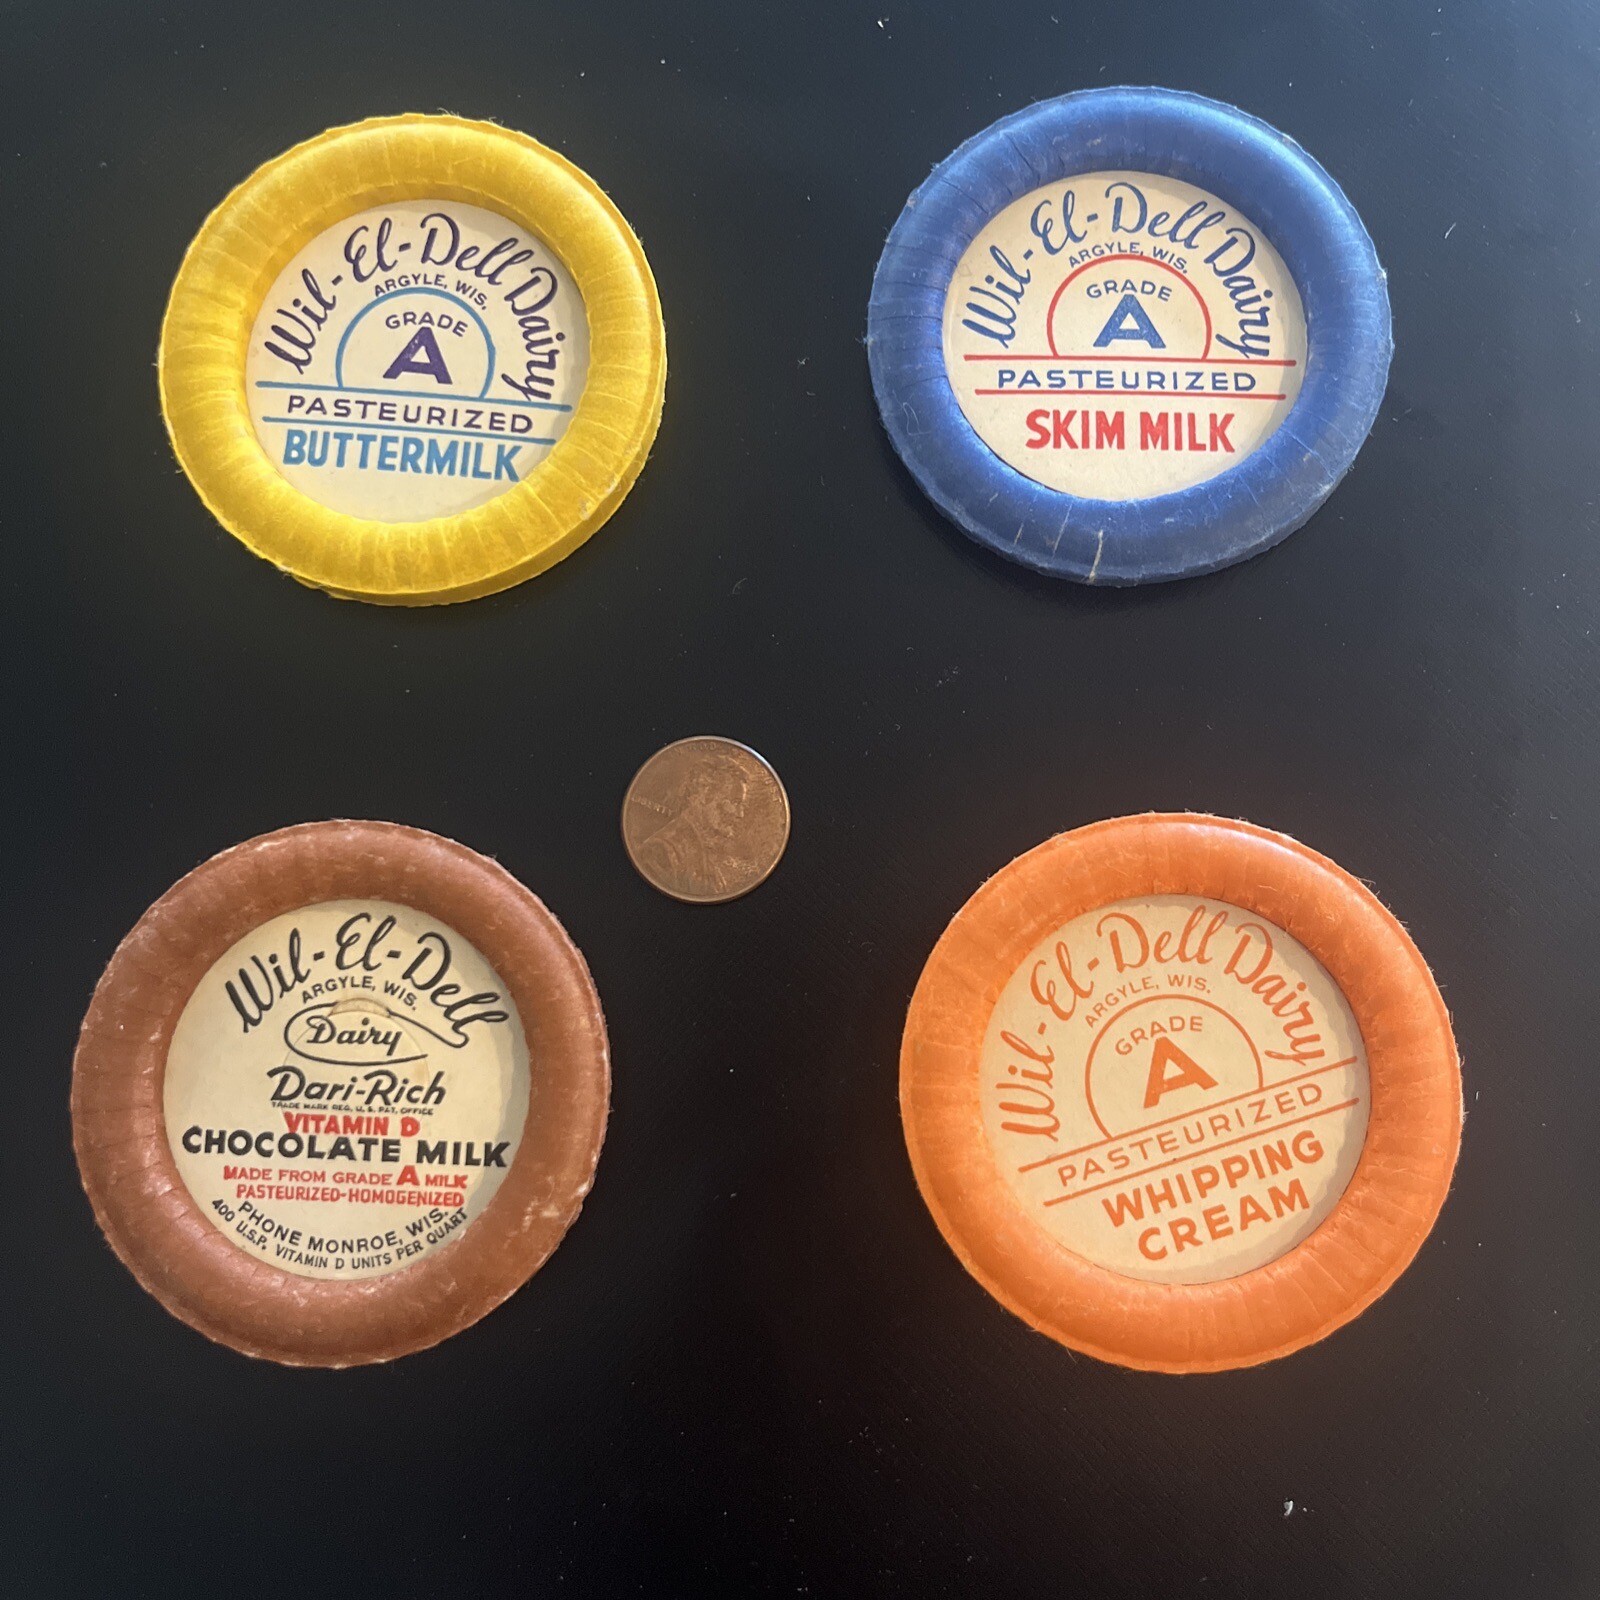 Wil-El-Dell Dairy
ARGYLE, WIS.
GRADE
A
PASTEURIZED
BUTTERMILK
Wil-El-Dell Dairy
ARGYLE, WIS.
GRADE
A
PASTEURIZED
SKIM MILK
LIBERTY
Wil-El-Dell
ARGYLE, WIS.
Dairy
Dari-Rich
TRADE MARK REG. U. S. PAT. OFFICE
VITAMIN D
CHOCOLATE MILK
MADE FROM GRADE A MILK
PASTEURIZED-HOMOGENIZED
PHONE MONROE, WIS.
400 U.S.P. VITAMIN D UNITS PER QUART
Wil-El-Dell Dairy
ARGYLE, WIS.
GRADE
A
PASTEURIZED
WHIPPING
CREAM